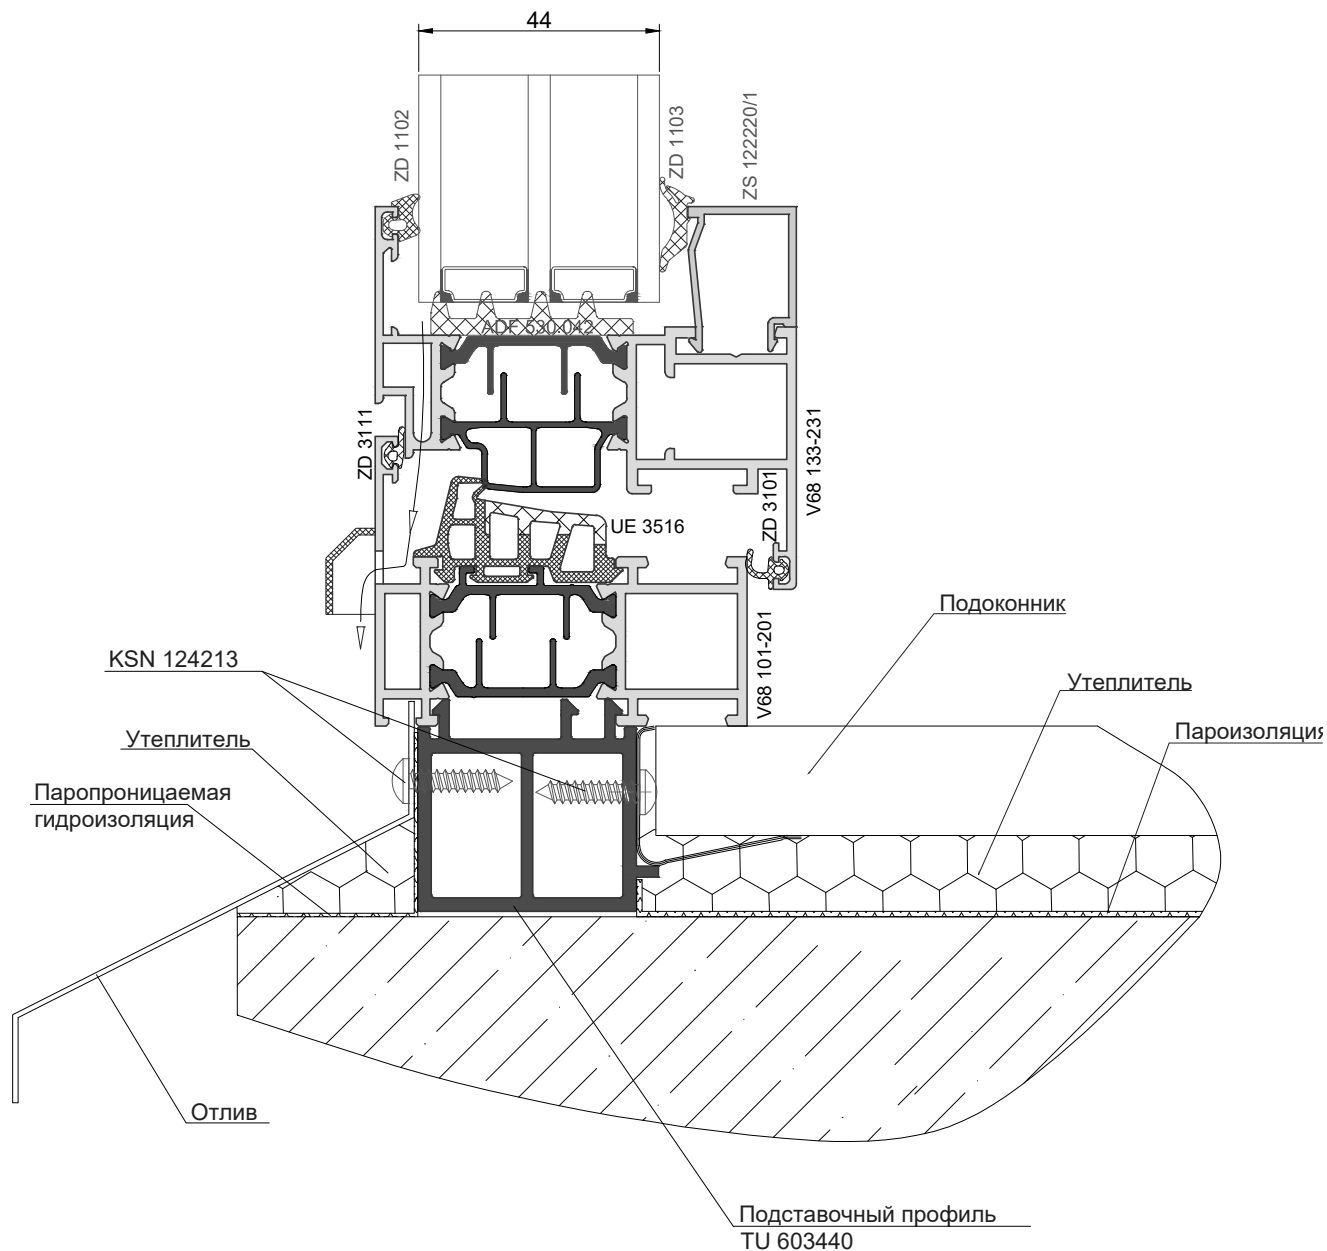 44
ZD 1102
ZD 1103
ZS 122220/1
ADF 530.042
ZD 3111
V68 133-231
ZD 3101
UE 3516
Подоконник
KSN 124213
V68 101-201
Утеплитель
Пароизоляция
Утеплитель
Паропроницаемая
гидроизоляция
Отлив
Подставочный профиль
TU 603440